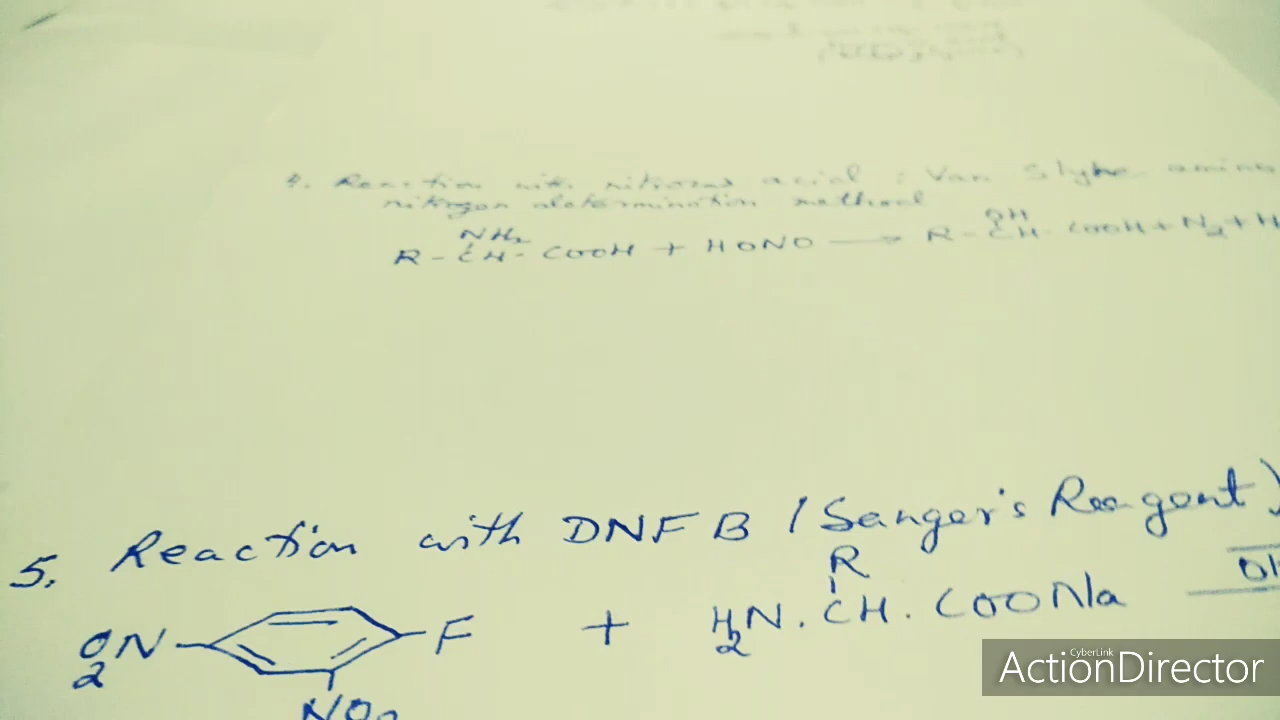 4. Reaction with nitrous acid : Van Slyke amino
nitrogen determination method
NH2 OH
R - CH - COOH + HONO → R - CH - COOH + N2 + H
5. Reaction with DNFB (Sanger's Reagent)
R
O2N F + H2N . CH . COONa OH
NO2
CyberLink
ActionDirector